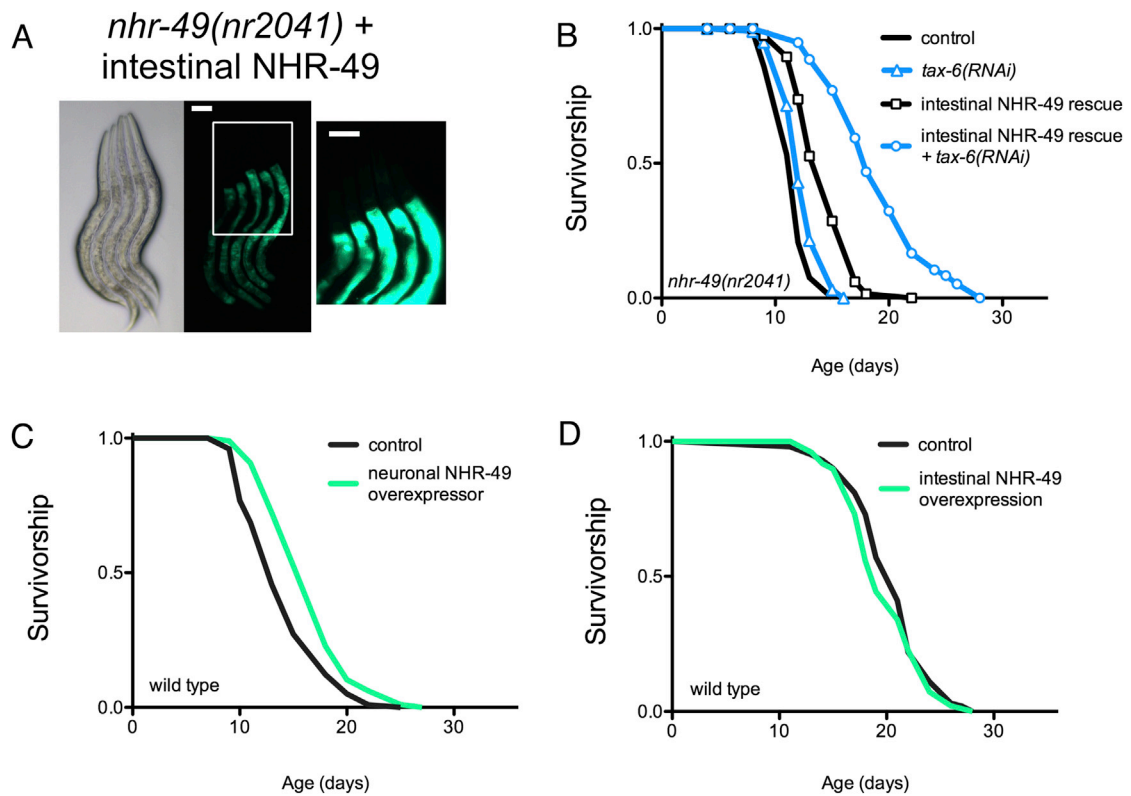 A
nhr-49(nr2041) +
intestinal NHR-49
B
Survivorship
1.0
0.5
0.0
control
tax-6(RNAi)
intestinal NHR-49 rescue
intestinal NHR-49 rescue
+ tax-6(RNAi)
nhr-49(nr2041)
0 10 20 30
Age (days)
C
Survivorship
1.0
0.5
0.0
control
neuronal NHR-49
overexpressor
wild type
0 10 20 30
Age (days)
D
Survivorship
1.0
0.5
0.0
control
intestinal NHR-49
overexpression
wild type
0 10 20 30
Age (days)